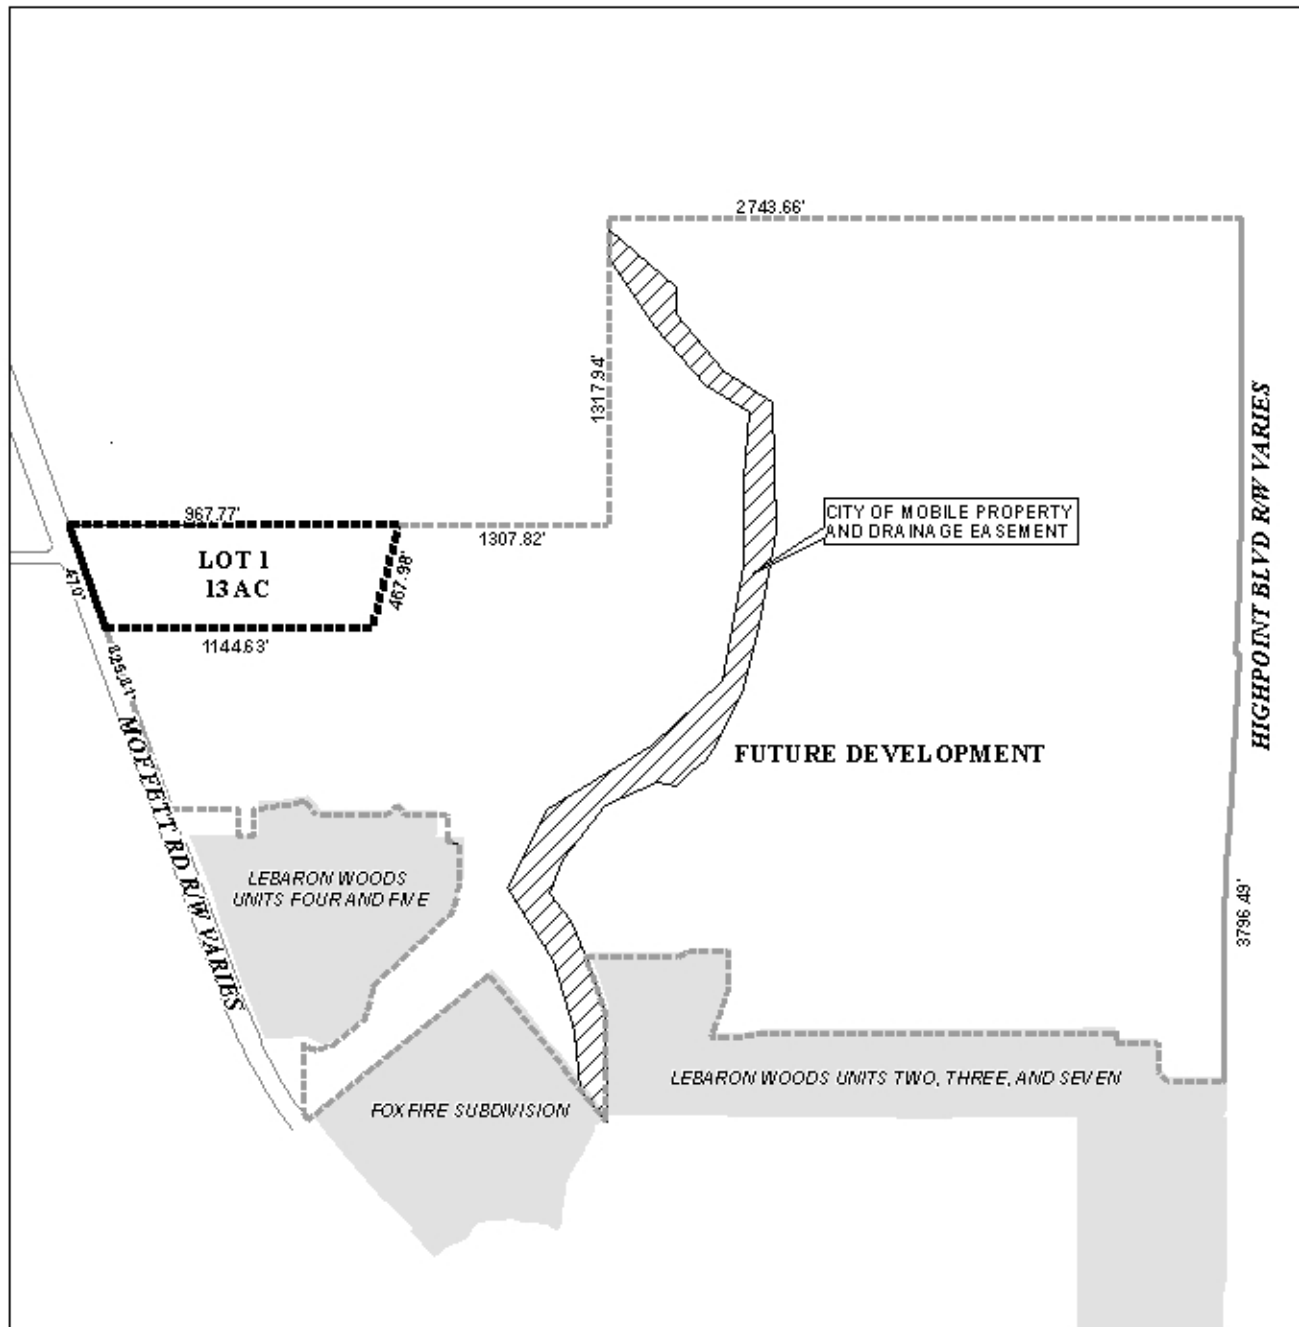 2743.66'
1317.94'
HIGHPOINT BLVD R/W VARIES
967.77'
CITY OF MOBILE PROPERTY
AND DRAINAGE EASEMENT
1307.82'
LOT 1
13 AC
470'
467.98'
1144.63'
825.81'
MOFFETT RD R/W VARIES
FUTURE DEVELOPMENT
LEBARON WOODS
UNITS FOUR AND FIVE
3796.49'
LEBARON WOODS UNITS TWO, THREE, AND SEVEN
FOXFIRE SUBDIVISION